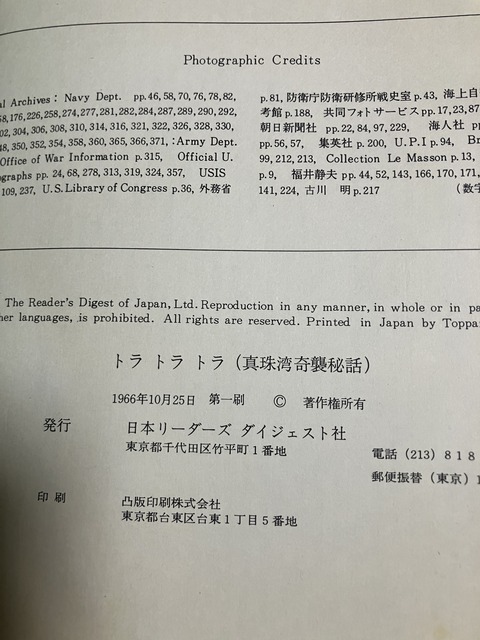 Photographic Credits
al Archives: Navy Dept. pp.46,58,70,76,78,82,
58,176,226,258,274,277,281,282,284,287,289,290,292,
302,304,306,308,310,314,316,321,322,326,328,330,
348,350,352,354,358,360,365,366,371,:Army Dept.
Office of War Information p.315, Official U.
ographs pp. 24,68,278,313,319,324,357, USIS
109,237, U.S.Library of Congress p.36, 外務省
p.81, 防衛庁防衛研修所戦史室 p.43, 海上自
考館 p.188, 共同フォトサービス pp.17,23,87
朝日新聞社 pp.22,84,97,229, 海人社 pp
pp.56,57, 集英社 p.200, U.P.I p.94, Br
99,212,213, Collection Le Masson p.13,
p.9, 福井静夫 pp.44,52,143,166,170,171,
141,224, 古川 明 p.217 (数字
The Reader's Digest of Japan, Ltd. Reproduction in any manner, in whole or in pa
her languages, is prohibited. All rights are reserved. Printed in Japan by Toppa
トラ トラ トラ (真珠湾奇襲秘話)
1966年10月25日 第一刷 © 著作権所有
発行 日本リーダーズ ダイジェスト社
東京都千代田区竹平町1番地
電話 (213) 818
郵便振替 (東京) 1
印刷 凸版印刷株式会社
東京都台東区台東1丁目5番地